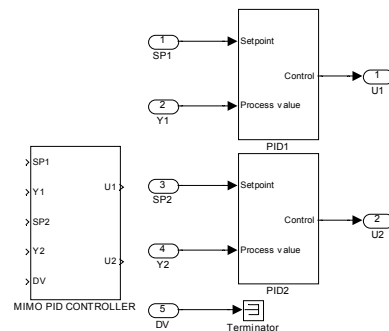 1
SP1
Setpoint
Control
1
U1
2
Y1
Process value
PID1
SP1
Y1
SP2
Y2
DV
U1
U2
MIMO PID CONTROLLER
3
SP2
Setpoint
Control
2
U2
4
Y2
Process value
PID2
5
DV
Terminator